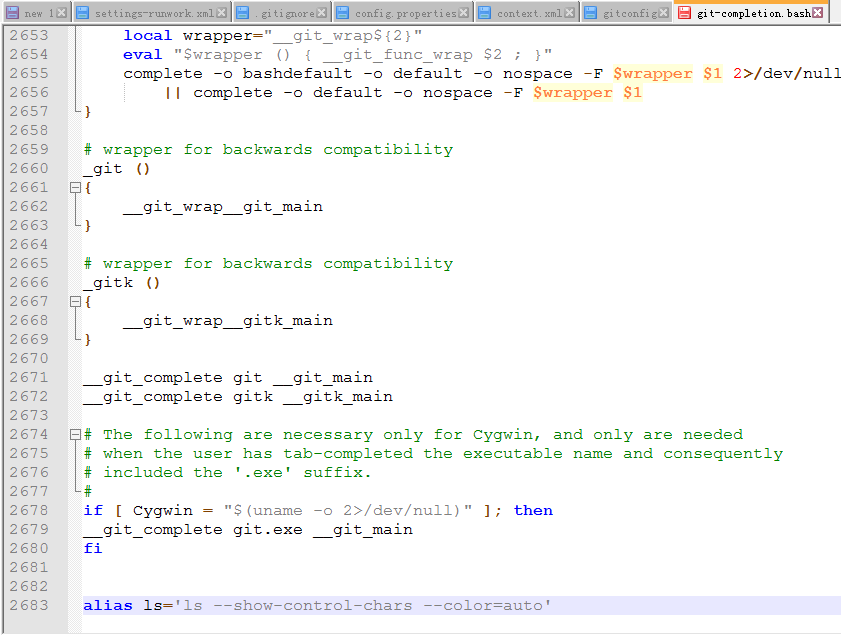 new 1 settings-runwork.xml .gitignore config.properties context.xml gitconfig git-completion.bash
2653 local wrapper="__git_wrap${2}"
2654 eval "$wrapper () { __git_func_wrap $2 ; }"
2655 complete -o bashdefault -o default -o nospace -F $wrapper $1 2>/dev/null
2656 || complete -o default -o nospace -F $wrapper $1
2657 }
2658
2659 # wrapper for backwards compatibility
2660 _git ()
2661 {
2662 __git_wrap__git_main
2663 }
2664
2665 # wrapper for backwards compatibility
2666 _gitk ()
2667 {
2668 __git_wrap__gitk_main
2669 }
2670
2671 __git_complete git __git_main
2672 __git_complete gitk __gitk_main
2673
2674 # The following are necessary only for Cygwin, and only are needed
2675 # when the user has tab-completed the executable name and consequently
2676 # included the '.exe' suffix.
2677 #
2678 if [ Cygwin = "$(uname -o 2>/dev/null)" ]; then
2679 __git_complete git.exe __git_main
2680 fi
2681
2682
2683 alias ls='ls --show-control-chars --color=auto'